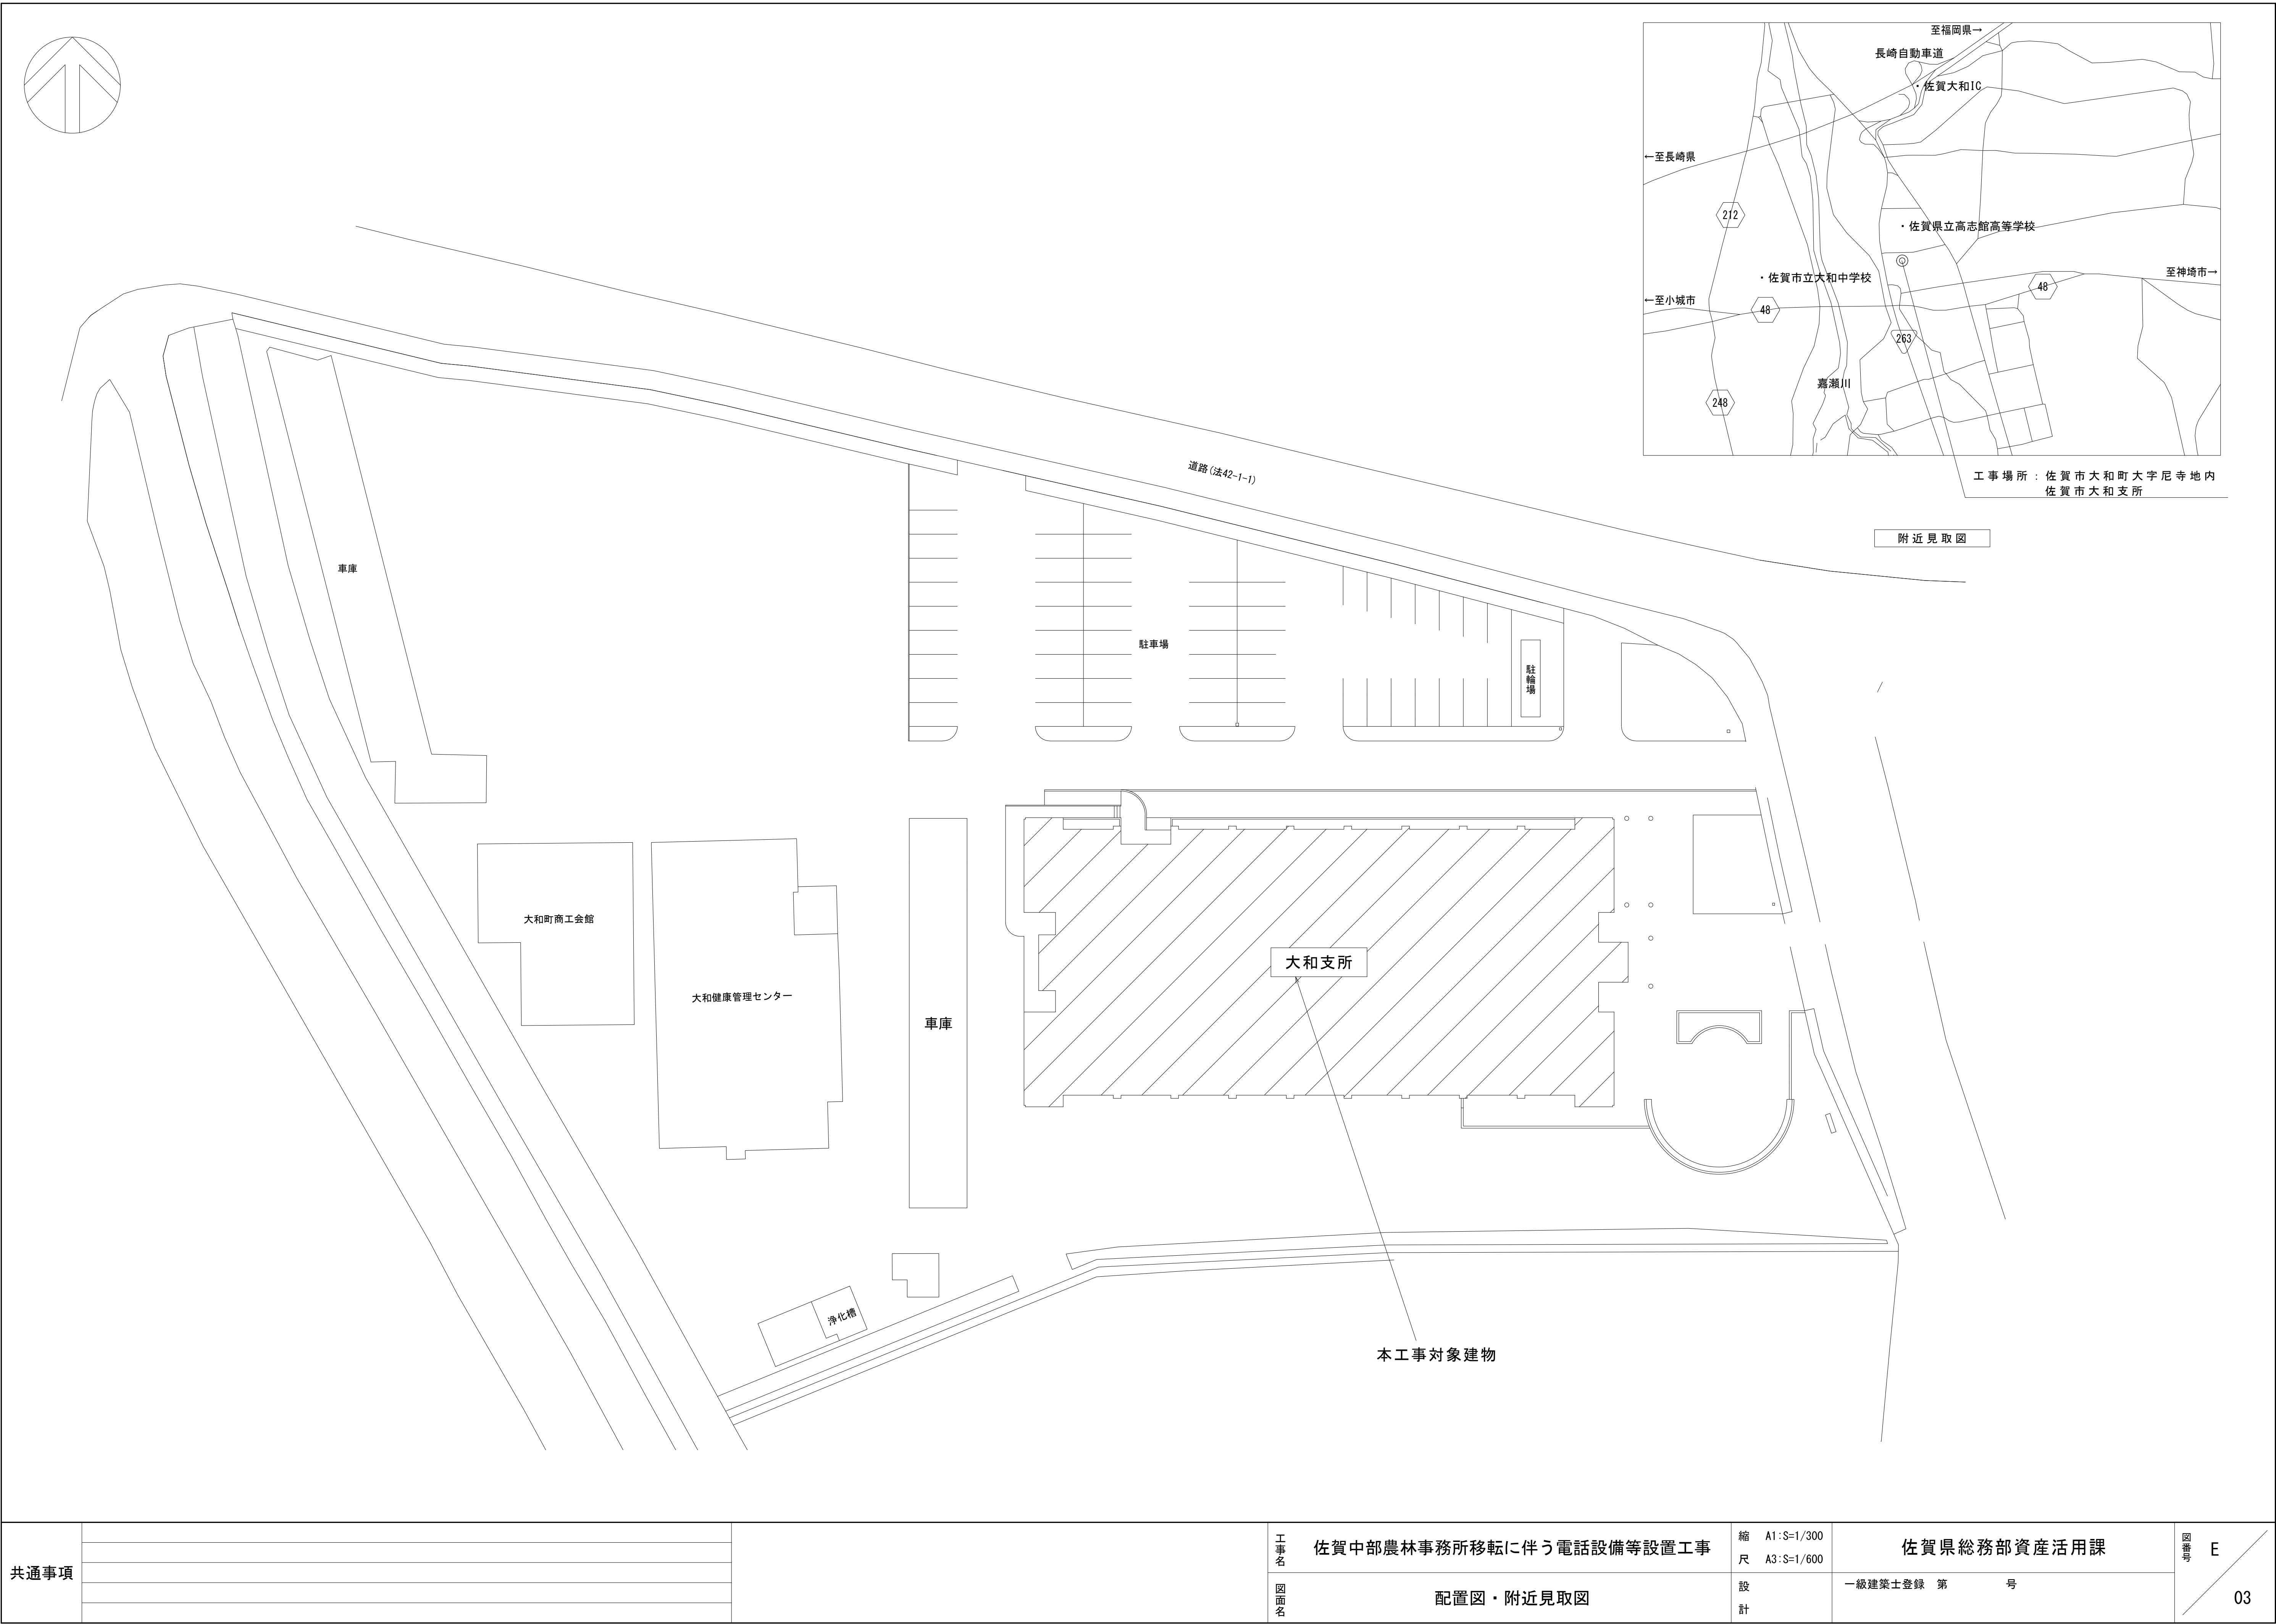 至福岡県→
長崎自動車道
・佐賀大和IC
←至長崎県
212
・佐賀県立高志館高等学校
・佐賀市立大和中学校
至神埼市→
←至小城市
48
48
263
嘉瀬川
248
工事場所：佐賀市大和町大字尼寺地内
佐賀市大和支所
附近見取図
道路(法42-1-1)
車庫
駐車場
駐輪場
大和町商工会館
大和健康管理センター
車庫
大和支所
浄化槽
本工事対象建物
共通事項
工事名
佐賀中部農林事務所移転に伴う電話設備等設置工事
図面名
配置図・附近見取図
縮尺
A1:S=1/300
A3:S=1/600
設計
佐賀県総務部資産活用課
一級建築士登録　第　　　　　号
図番号
E
03